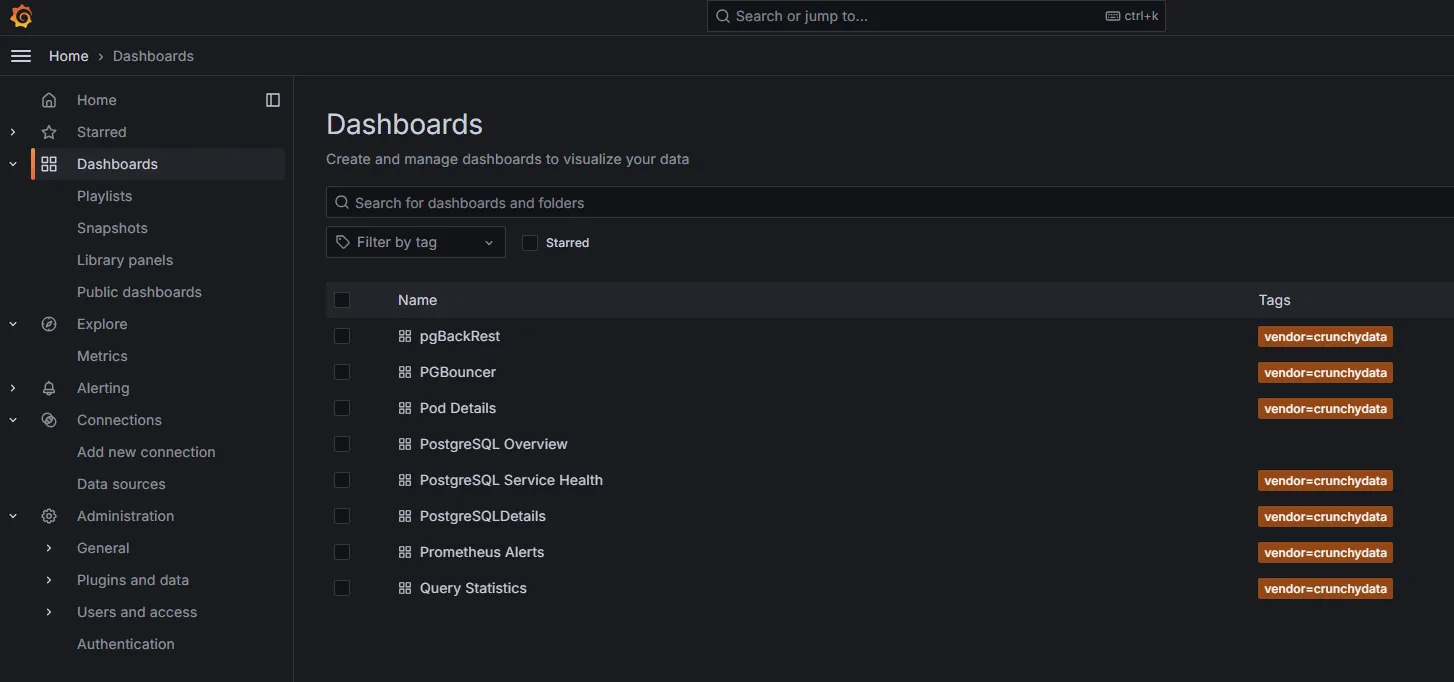 Search or jump to... ctrl+k
Home › Dashboards
Home
Starred
Dashboards
Playlists
Snapshots
Library panels
Public dashboards
Explore
Metrics
Alerting
Connections
Add new connection
Data sources
Administration
General
Plugins and data
Users and access
Authentication
Dashboards
Create and manage dashboards to visualize your data
Search for dashboards and folders
Filter by tag Starred
Name Tags
pgBackRest vendor=crunchydata
PGBouncer vendor=crunchydata
Pod Details vendor=crunchydata
PostgreSQL Overview
PostgreSQL Service Health vendor=crunchydata
PostgreSQLDetails vendor=crunchydata
Prometheus Alerts vendor=crunchydata
Query Statistics vendor=crunchydata